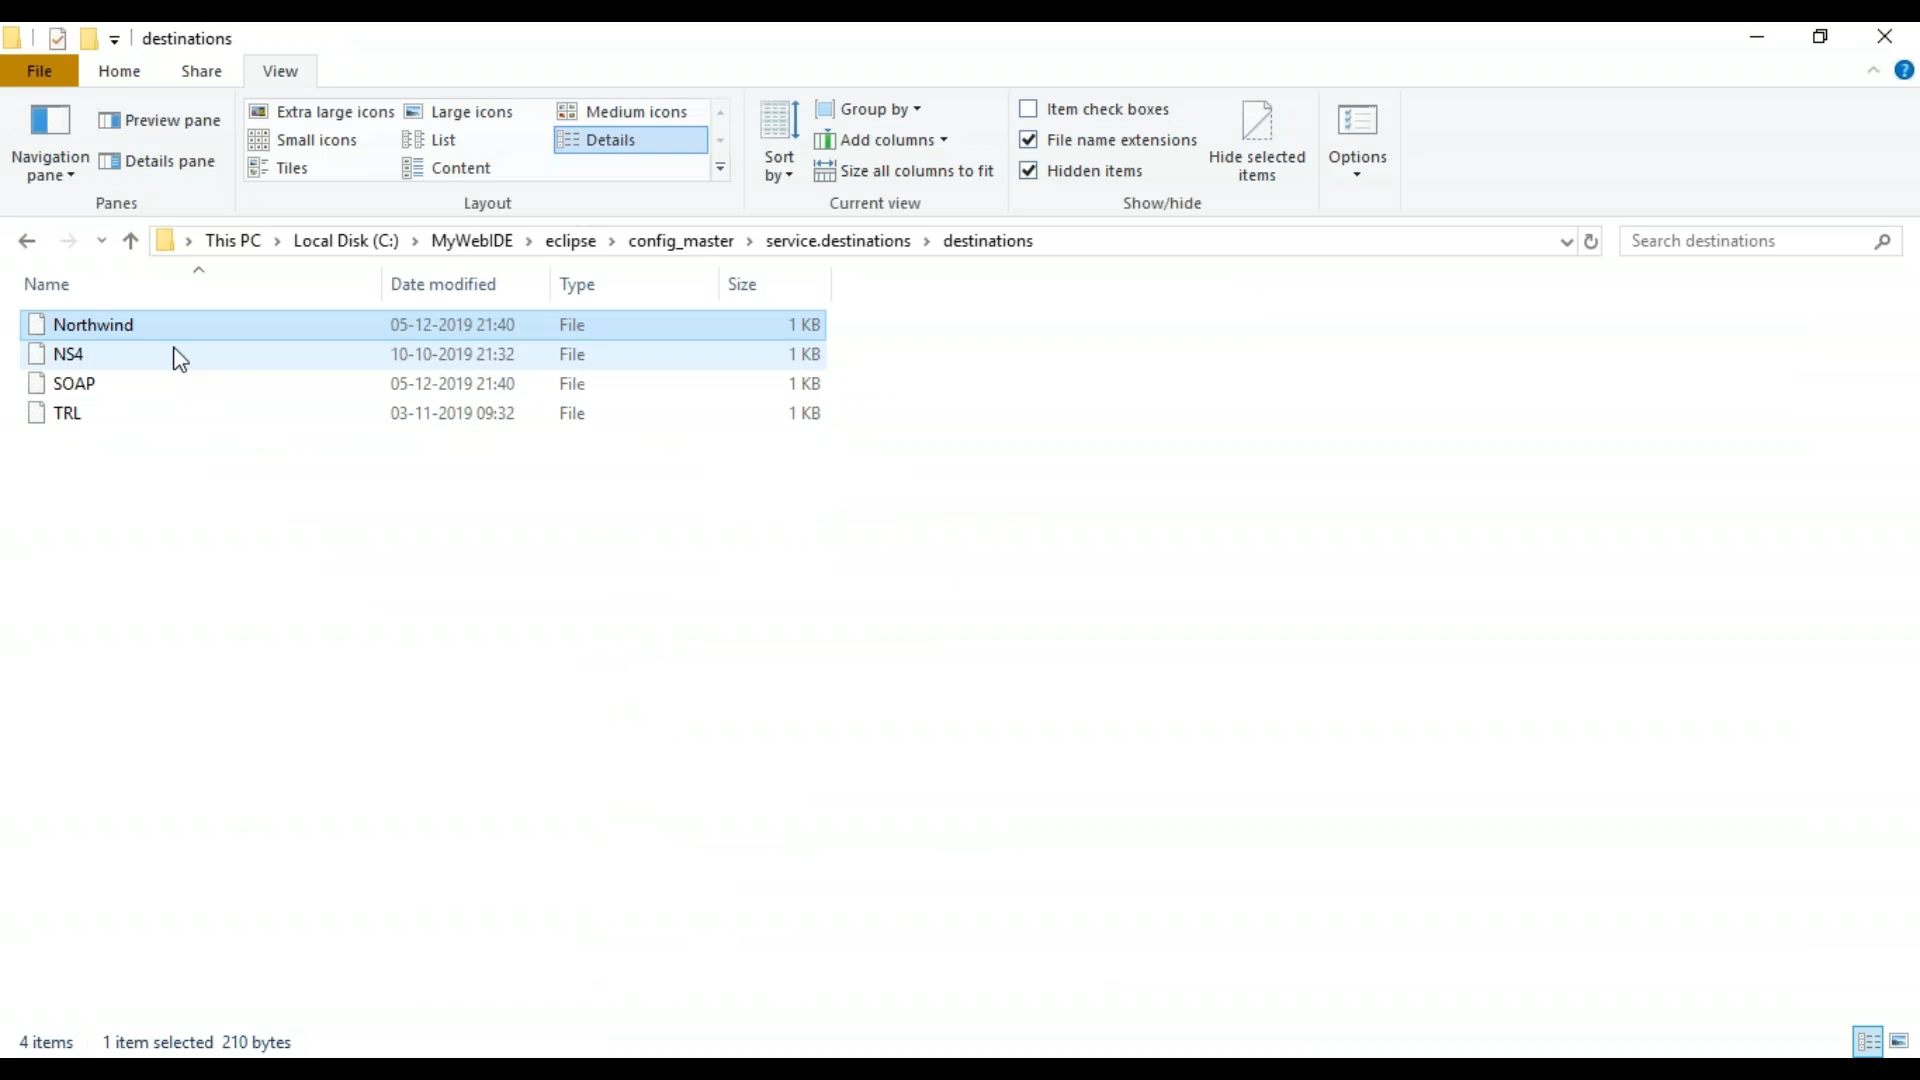 destinations
File Home Share View
Navigation pane
Preview pane
Details pane
Panes
Extra large icons Large icons Medium icons
Small icons List Details
Tiles Content
Layout
Sort by
Group by
Add columns
Size all columns to fit
Current view
Item check boxes
File name extensions
Hidden items
Hide selected items
Show/hide
Options
This PC Local Disk (C:) MyWebIDE eclipse config_master service.destinations destinations
Search destinations
Name Date modified Type Size
Northwind 05-12-2019 21:40 File 1 KB
NS4 10-10-2019 21:32 File 1 KB
SOAP 05-12-2019 21:40 File 1 KB
TRL 03-11-2019 09:32 File 1 KB
4 items 1 item selected 210 bytes